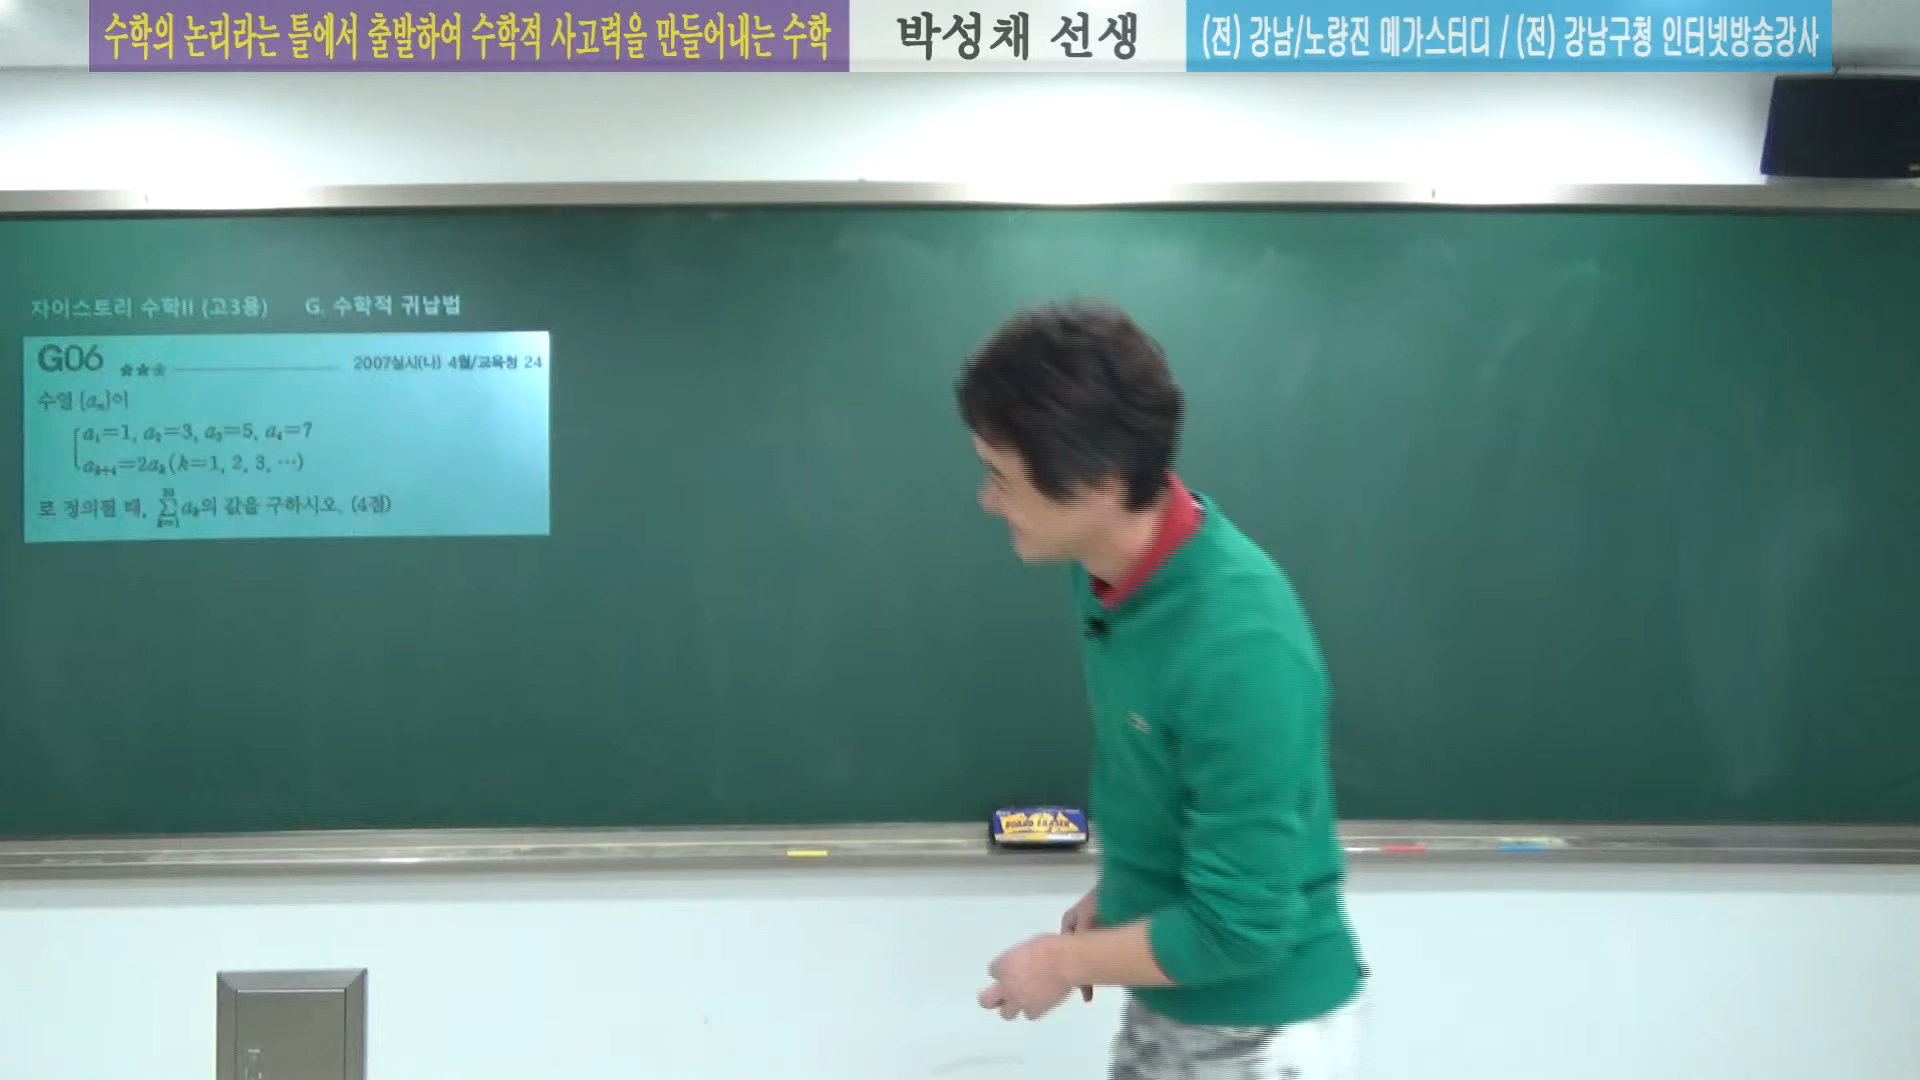 수학의 논리라는 틀에서 출발하여 수학적 사고력을 만들어내는 수학
박성채 선생
(전) 강남/노량진 메가스터디 / (전) 강남구청 인터넷방송강사
자이스토리 수학II (고3용) G. 수학적 귀납법
G06 2007실시(나) 4월/교육청 24
수열 {aₙ}이
a₁=1, a₂=3, a₃=5, a₄=7
aₖ₊₄=2aₖ(k=1, 2, 3, ⋯)
로 정의될 때, ∑ k=1 aₖ의 값을 구하시오. (4점)
BOARD ERASER